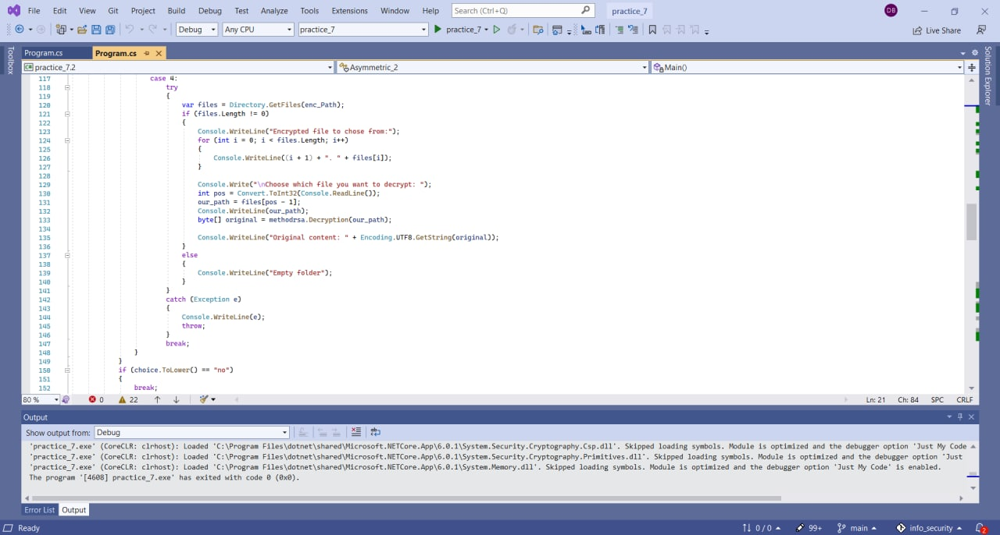 File Edit View Git Project Build Debug Test Analyze Tools Extensions Window Help Search (Ctrl+Q) practice_7 DB
Debug Any CPU practice_7 practice_7 Live Share
Toolbox
Program.cs Program.cs
Solution Explorer
C# practice_7.2 Asymmetric_2 Main()
117 case 4:
118 try
119 {
120 var files = Directory.GetFiles(enc_Path);
121 if (files.Length != 0)
122 {
123 Console.WriteLine("Encrypted file to chose from:");
124 for (int i = 0; i < files.Length; i++)
125 {
126 Console.WriteLine((i + 1) + ". " + files[i]);
127 }
128
129 Console.Write("\nChoose which file you want to decrypt: ");
130 int pos = Convert.ToInt32(Console.ReadLine());
131 our_path = files[pos - 1];
132 Console.WriteLine(our_path);
133 byte[] original = methodrsa.Decryption(our_path);
134
135 Console.WriteLine("Original content: " + Encoding.UTF8.GetString(original));
136 }
137 else
138 {
139 Console.WriteLine("Empty folder");
140 }
141 }
142 catch (Exception e)
143 {
144 Console.WriteLine(e);
145 throw;
146 }
147 break;
148 }
149 }
150 if (choice.ToLower() == "no")
151 {
152 break;
80 % 0 22 Ln: 21 Ch: 84 SPC CRLF
Output
Show output from: Debug
'practice_7.exe' (CoreCLR: clrhost): Loaded 'C:\Program Files\dotnet\shared\Microsoft.NETCore.App\6.0.1\System.Security.Cryptography.Csp.dll'. Skipped loading symbols. Module is optimized and the debugger option 'Just My Code
'practice_7.exe' (CoreCLR: clrhost): Loaded 'C:\Program Files\dotnet\shared\Microsoft.NETCore.App\6.0.1\System.Security.Cryptography.Primitives.dll'. Skipped loading symbols. Module is optimized and the debugger option 'Just
'practice_7.exe' (CoreCLR: clrhost): Loaded 'C:\Program Files\dotnet\shared\Microsoft.NETCore.App\6.0.1\System.Memory.dll'. Skipped loading symbols. Module is optimized and the debugger option 'Just My Code' is enabled.
The program '[4608] practice_7.exe' has exited with code 0 (0x0).
Error List Output
Ready 0 / 0 99+ main info_security 2